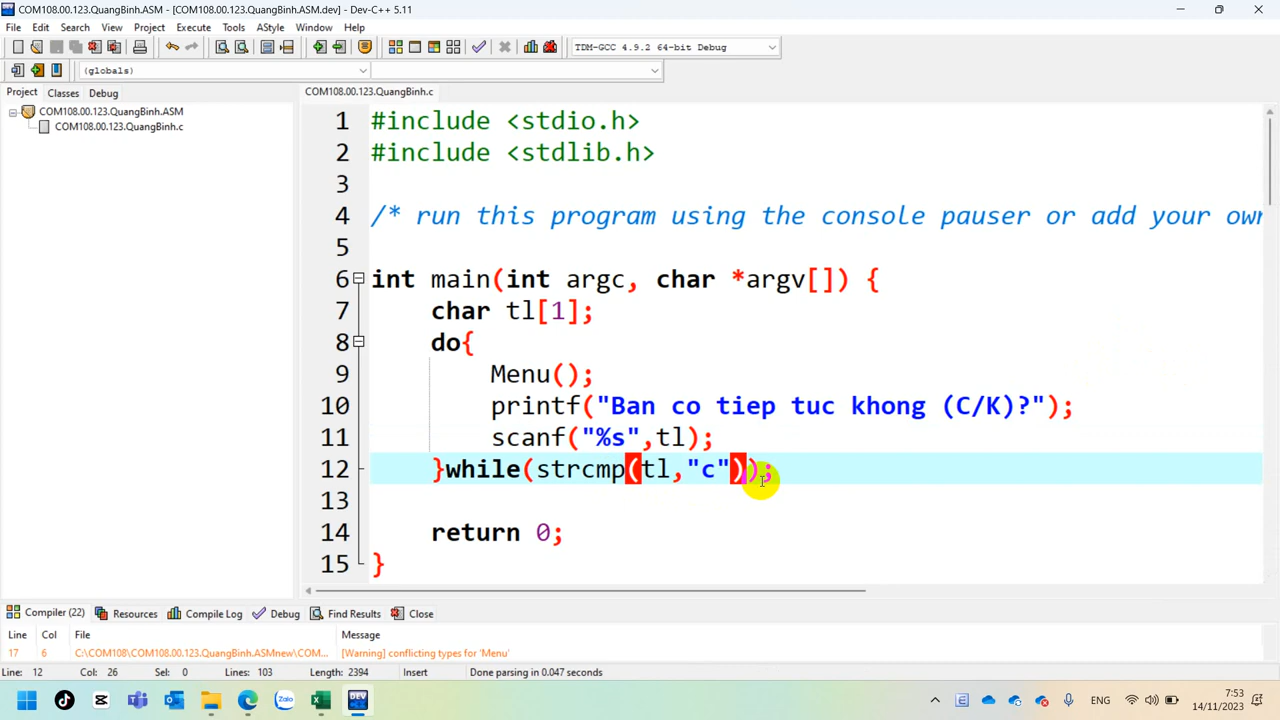 COM108.00.123.QuangBinh.ASM - [COM108.00.123.QuangBinh.ASM.dev] - Dev-C++ 5.11
File Edit Search View Project Execute Tools AStyle Window Help
TDM-GCC 4.9.2 64-bit Debug
(globals)
Project Classes Debug
COM108.00.123.QuangBinh.ASM
COM108.00.123.QuangBinh.c
COM108.00.123.QuangBinh.c
1 #include <stdio.h>
2 #include <stdlib.h>
3
4 /* run this program using the console pauser or add your own
5
6 int main(int argc, char *argv[]) {
7 char tl[1];
8 do{
9 Menu();
10 printf("Ban co tiep tuc khong (C/K)?");
11 scanf("%s",tl);
12 }while(strcmp(tl,"c"));
13
14 return 0;
15 }
Compiler (22) Resources Compile Log Debug Find Results Close
Line Col File Message
17 6 C:\COM108\COM108.00.123.QuangBinh.ASMnew\COM... [Warning] conflicting types for 'Menu'
Line: 12 Col: 26 Sel: 0 Lines: 103 Length: 2394 Insert Done parsing in 0.047 seconds
DEV
ENG
7:53
14/11/2023